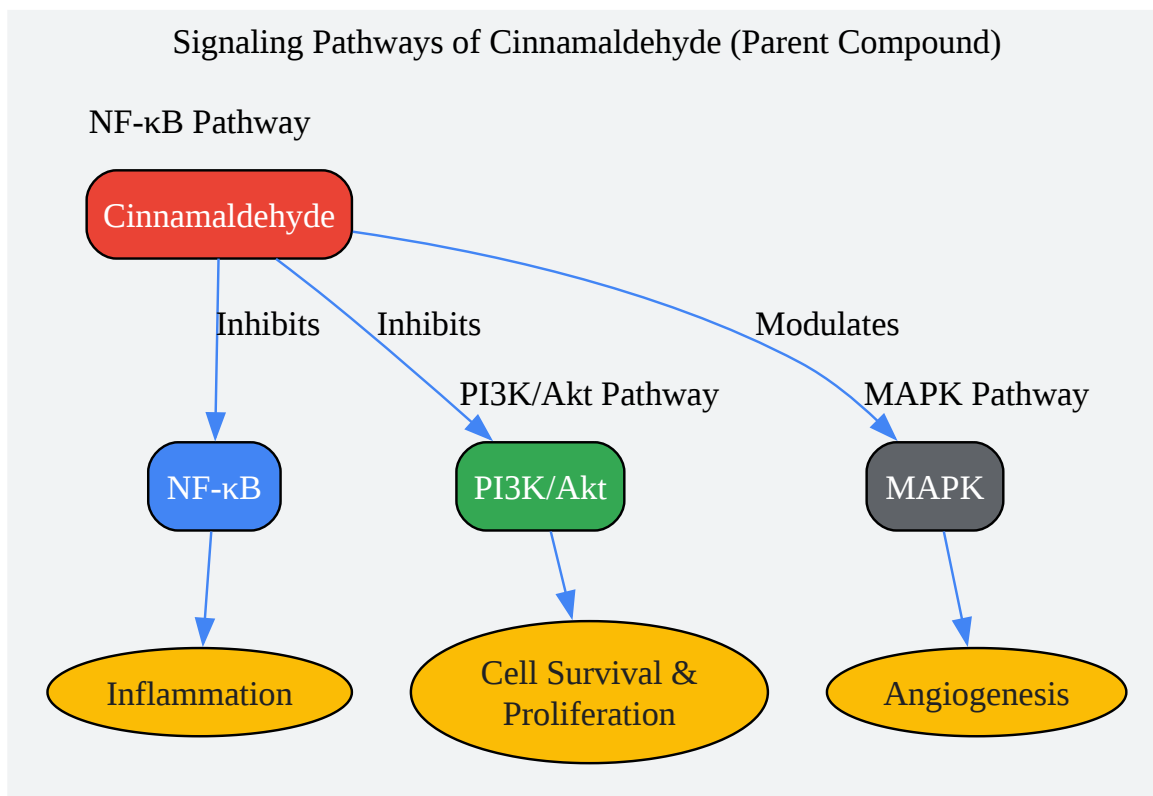 Signaling Pathways of Cinnamaldehyde (Parent Compound)
NF-κB Pathway
Cinnamaldehyde
Inhibits
Inhibits
Modulates
PI3K/Akt Pathway
MAPK Pathway
NF-κB
PI3K/Akt
MAPK
Inflammation
Cell Survival &
Proliferation
Angiogenesis